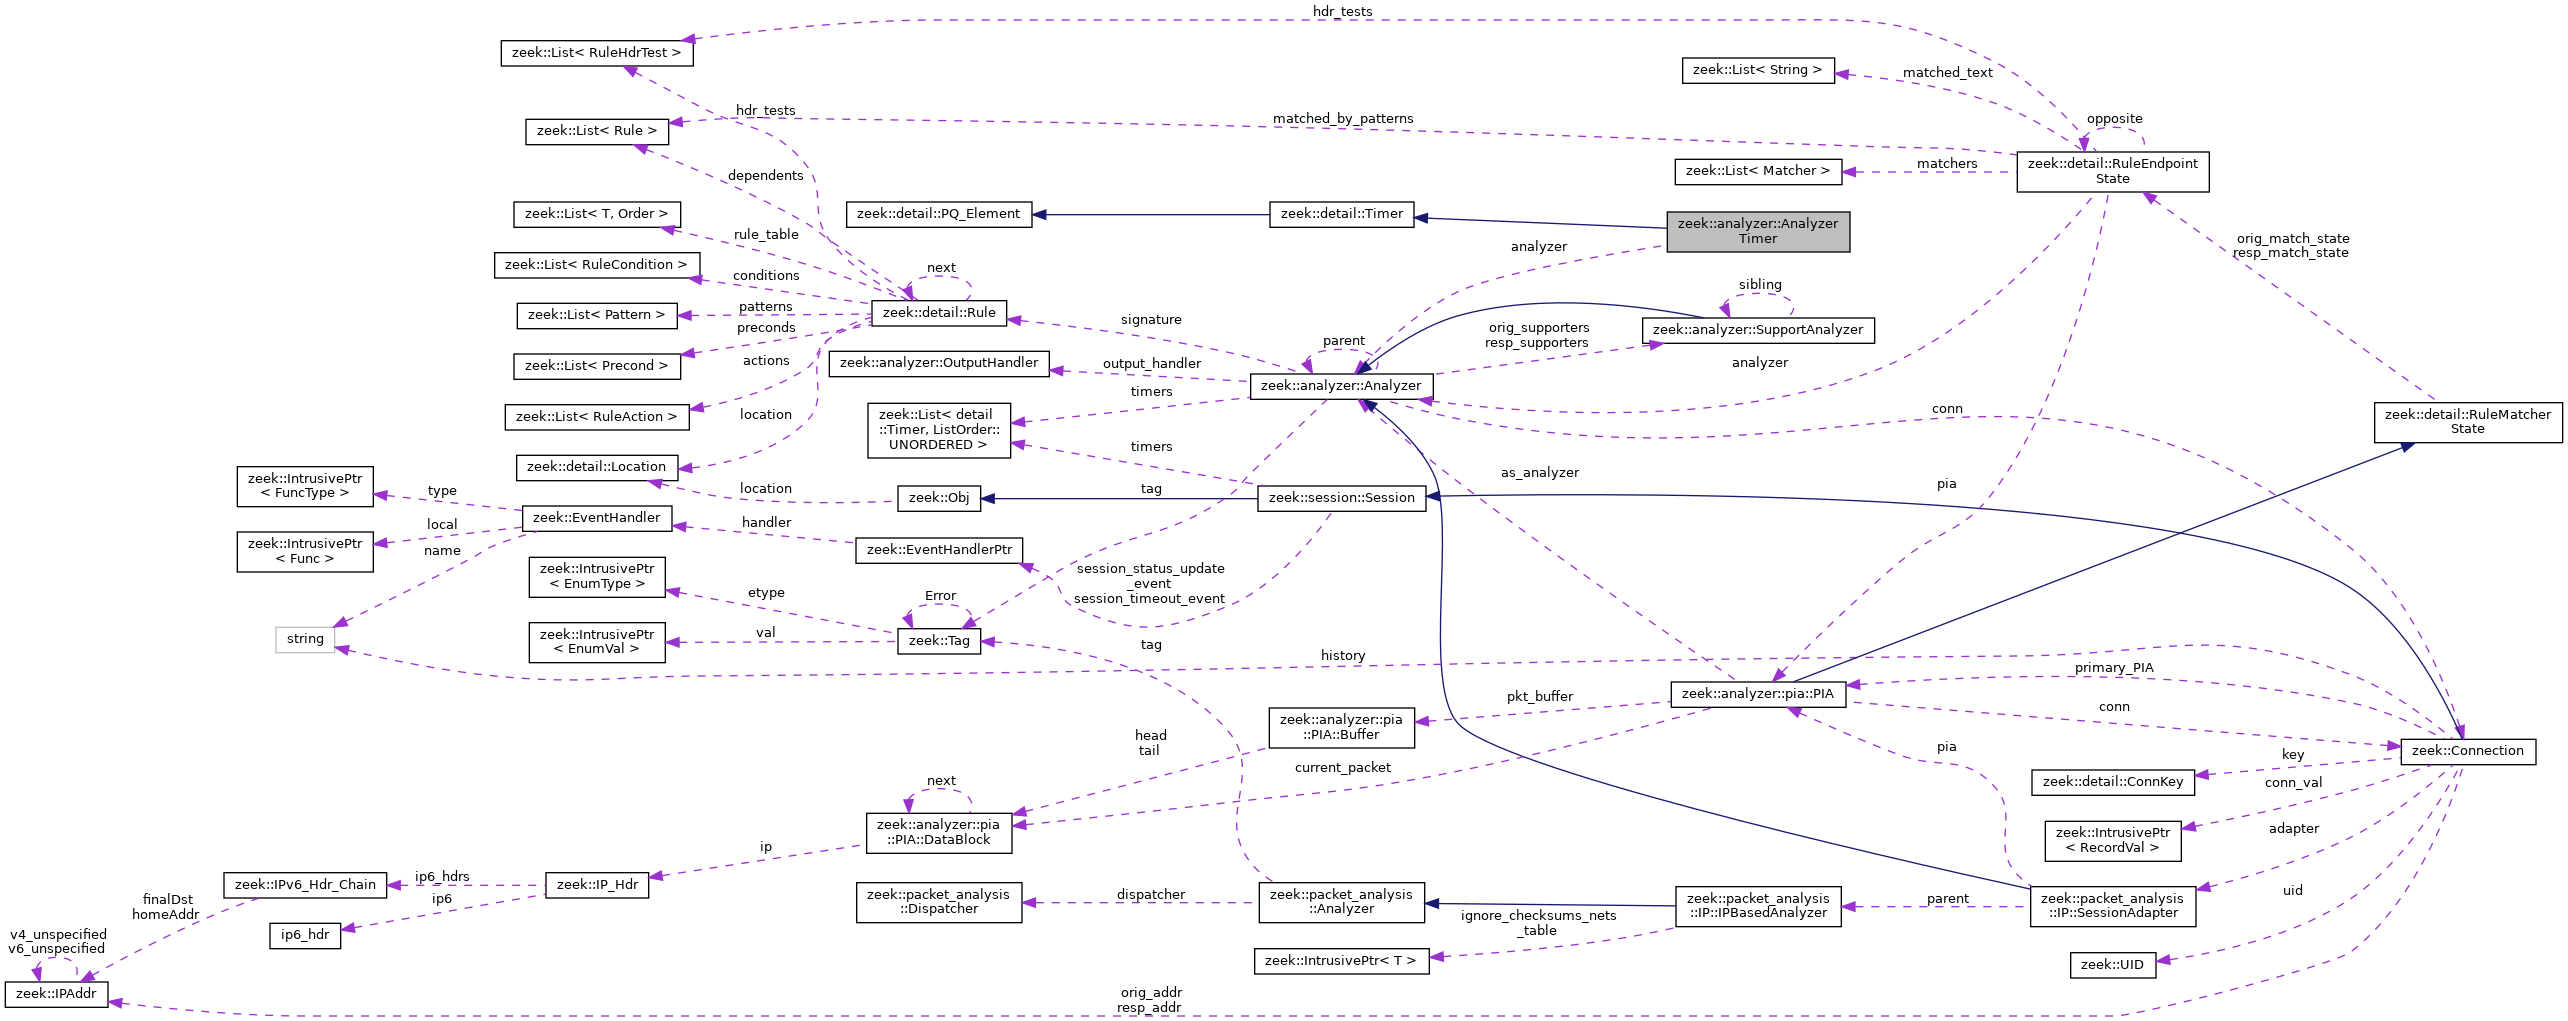 hdr_tests
zeek::List< RuleHdrTest >
zeek::List< String >
matched_text
hdr_tests
matched_by_patterns
opposite
zeek::List< Rule >
zeek::detail::RuleEndpoint
State
matchers
zeek::List< Matcher >
dependents
zeek::List< T, Order >
zeek::detail::PQ_Element
zeek::detail::Timer
zeek::analyzer::Analyzer
Timer
rule_table
analyzer
orig_match_state
resp_match_state
zeek::List< RuleCondition >
conditions
next
sibling
patterns
zeek::List< Pattern >
zeek::detail::Rule
signature
preconds
orig_supporters
resp_supporters
zeek::analyzer::SupportAnalyzer
parent
zeek::List< Precond >
actions
zeek::analyzer::OutputHandler
output_handler
analyzer
zeek::analyzer::Analyzer
timers
conn
zeek::List< RuleAction >
location
zeek::List< detail
::Timer, ListOrder::
UNORDERED >
zeek::detail::RuleMatcher
State
timers
zeek::detail::Location
as_analyzer
zeek::IntrusivePtr
< FuncType >
type
location
zeek::Obj
tag
zeek::session::Session
pia
zeek::EventHandler
handler
local
name
zeek::IntrusivePtr
< Func >
zeek::EventHandlerPtr
zeek::IntrusivePtr
< EnumType >
etype
Error
session_status_update
_event
session_timeout_event
string
zeek::IntrusivePtr
< EnumVal >
val
zeek::Tag
tag
history
primary_PIA
zeek::analyzer::pia::PIA
pkt_buffer
conn
zeek::analyzer::pia
::PIA::Buffer
head
tail
current_packet
pia
zeek::Connection
key
next
zeek::detail::ConnKey
conn_val
zeek::analyzer::pia
::PIA::DataBlock
ip
zeek::IntrusivePtr
< RecordVal >
adapter
zeek::IPv6_Hdr_Chain
ip6_hdrs
zeek::IP_Hdr
ip6
zeek::packet_analysis
::Dispatcher
dispatcher
zeek::packet_analysis
::Analyzer
zeek::packet_analysis
::IP::IPBasedAnalyzer
parent
zeek::packet_analysis
::IP::SessionAdapter
uid
finalDst
homeAddr
ignore_checksums_nets
_table
ip6_hdr
v4_unspecified
v6_unspecified
zeek::IntrusivePtr< T >
zeek::UID
zeek::IPAddr
orig_addr
resp_addr